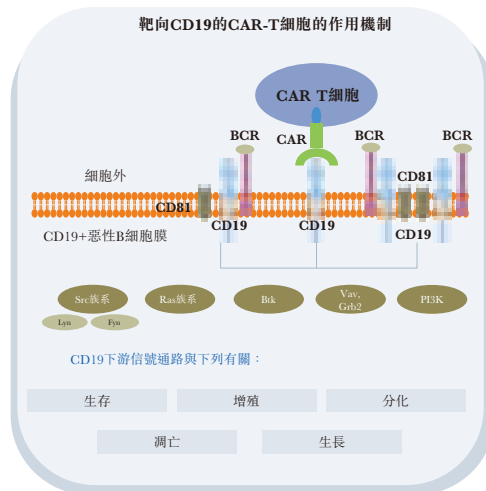 靶向CD19的CAR-T細胞的作用機制
CAR T細胞
BCR
CAR
BCR
BCR
細胞外
CD81
CD81
CD19
CD19
CD19+惡性B細胞膜
CD19
Src族系
Ras族系
Btk
Vav,
Grb2
PI3K
Lyn
Fyn
CD19下游信號通路與下列有關：
生存
增殖
分化
凋亡
生長